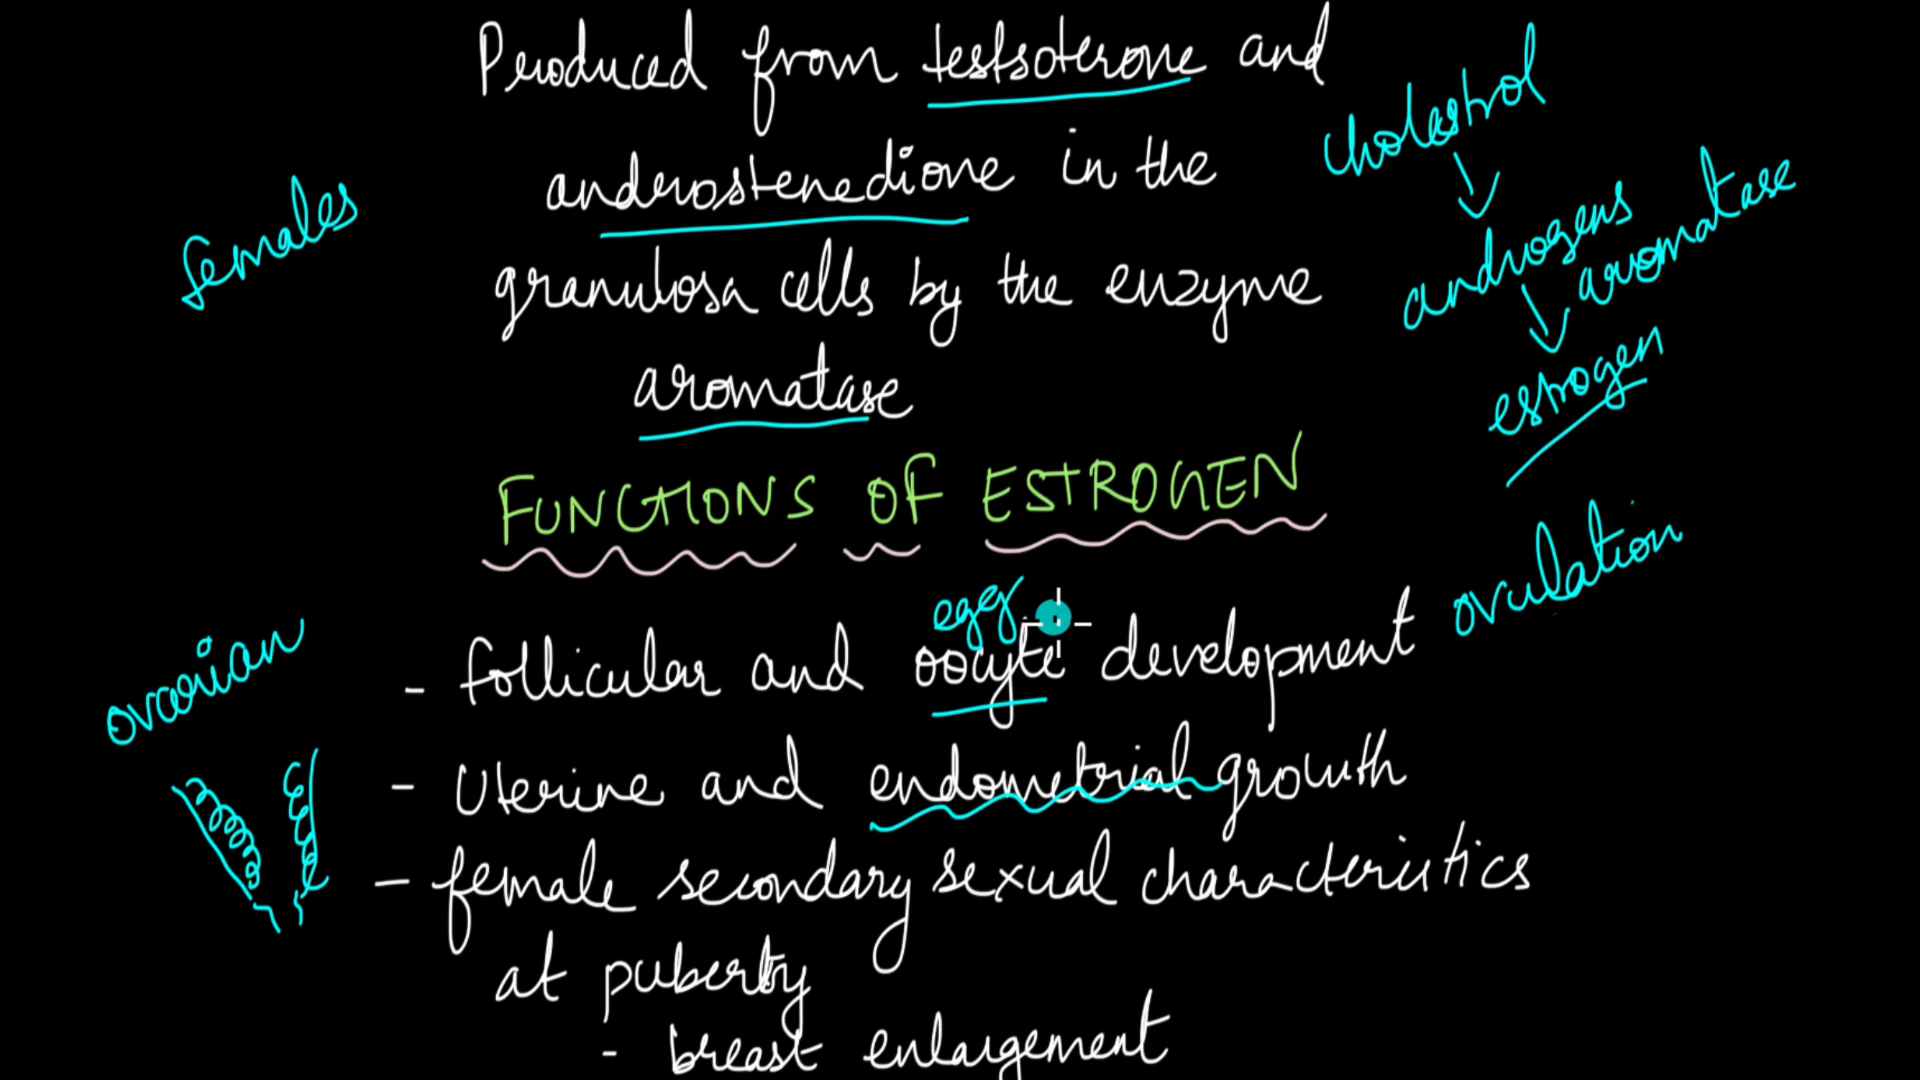 Produced from testsoterone and
androstenedione in the
granulosa cells by the enzyme
aromatase
females
cholestrol
androgens
aromatase
estrogen
FUNCTIONS OF ESTROGEN
egg
ovulation
ovarian
- follicular and oocyte development
- Uterine and endometrial growth
- female secondary sexual characteristics
at puberty
- breast enlargement